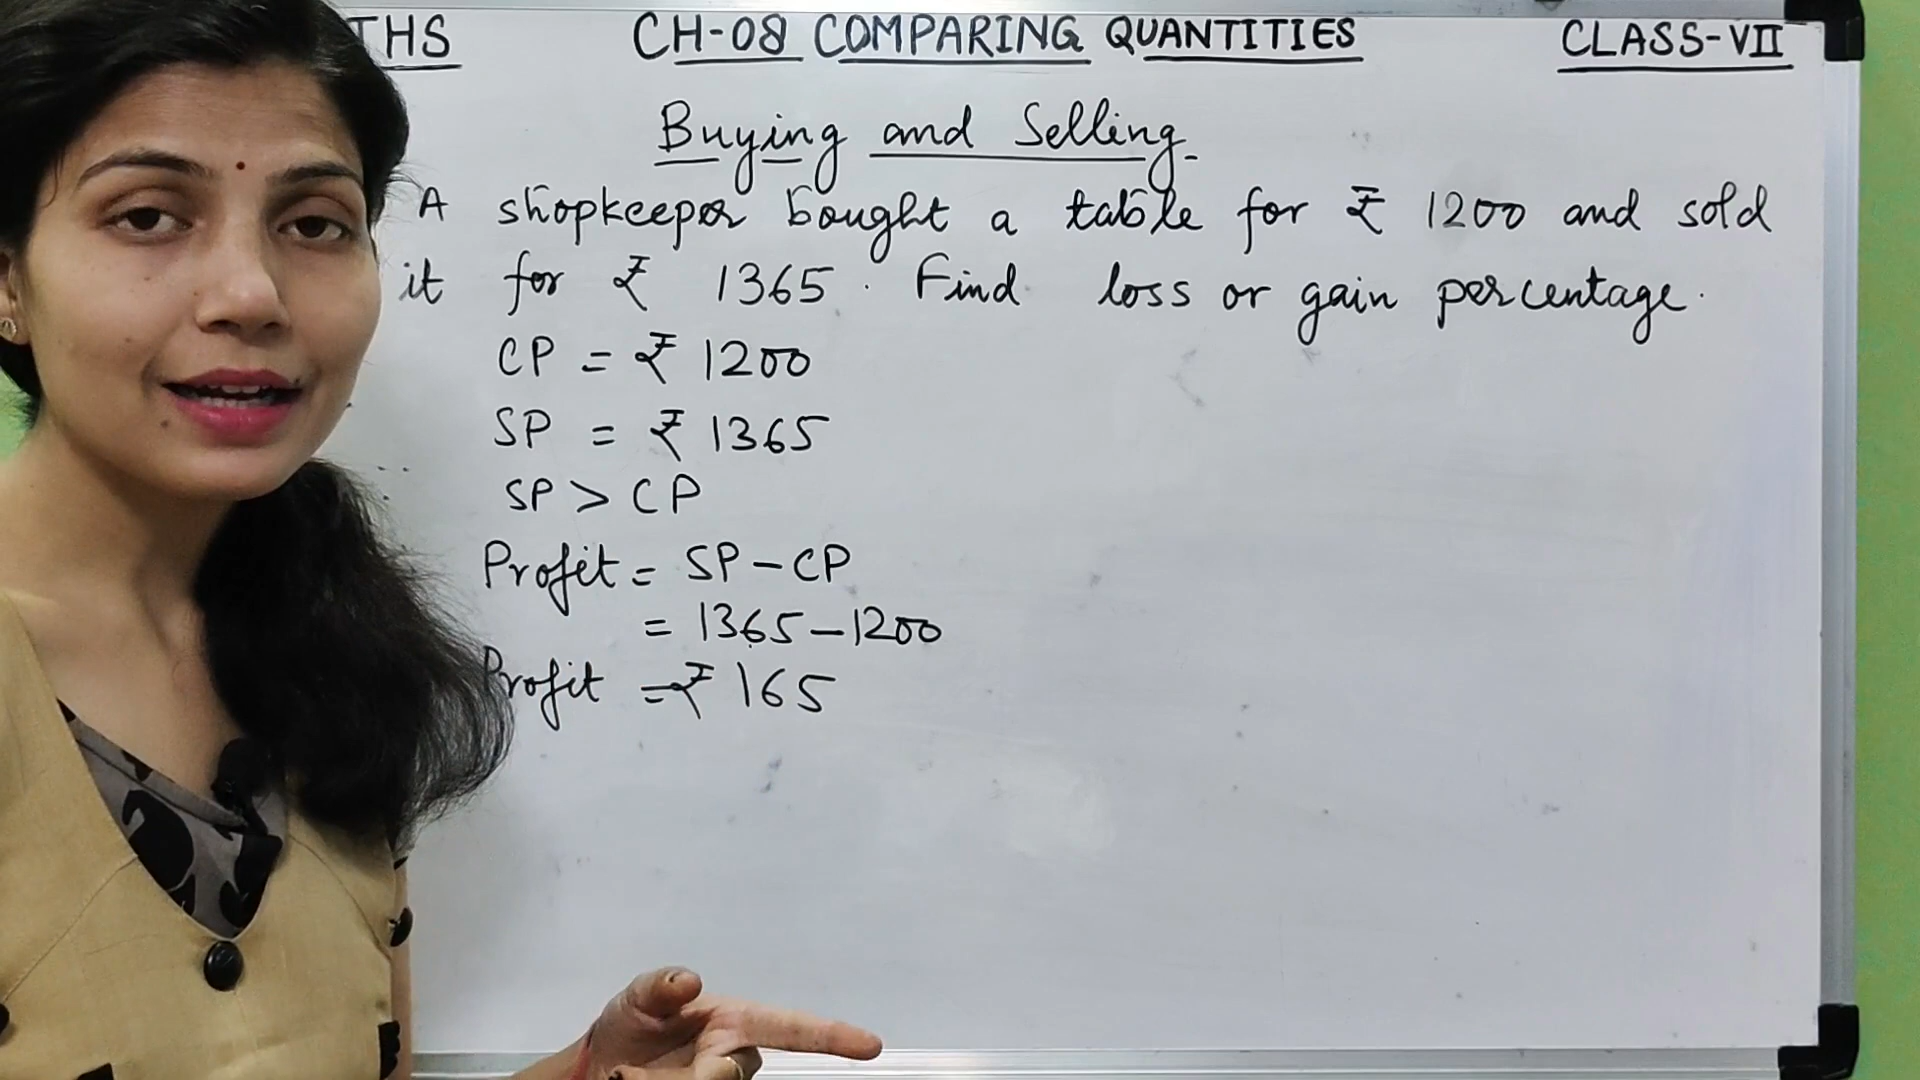 THS CH-08 COMPARING QUANTITIES CLASS-VII
Buying and Selling
A shopkeeper bought a table for ₹ 1200 and sold
it for ₹ 1365. Find loss or gain percentage.
CP = ₹ 1200
SP = ₹ 1365
SP > CP
Profit = SP - CP
= 1365 - 1200
Profit = ₹ 165